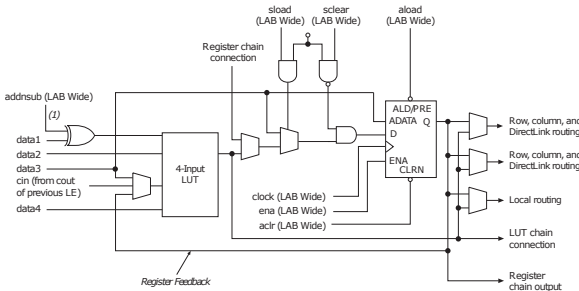 sload
(LAB Wide)
sclear
(LAB Wide)
aload
(LAB Wide)
Register chain
connection
addnsub (LAB Wide)
(1)
data1
data2
data3
cin (from cout
of previous LE)
data4
4-Input
LUT
ALD/PRE
ADATA Q
D
ENA
CLRN
clock (LAB Wide)
ena (LAB Wide)
aclr (LAB Wide)
Row, column, and
DirectLink routing
Row, column, and
DirectLink routing
Local routing
LUT chain
connection
Register
chain output
Register Feedback